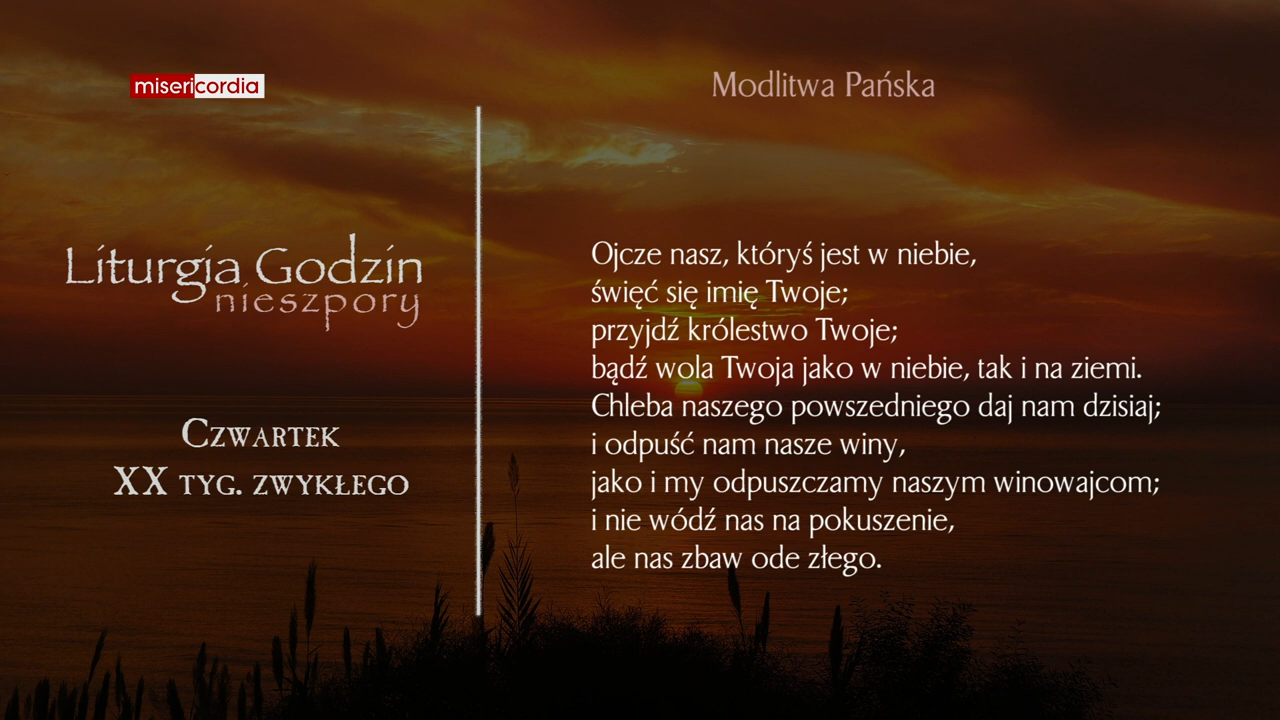 misericordia
Liturgia Godzin
nieszpory
Czwartek
XX tyg. zwykłego
Modlitwa Pańska
Ojcze nasz, któryś jest w niebie,
święć się imię Twoje;
przyjdź królestwo Twoje;
bądź wola Twoja jako w niebie, tak i na ziemi.
Chleba naszego powszedniego daj nam dzisiaj;
i odpuść nam nasze winy,
jako i my odpuszczamy naszym winowajcom;
i nie wódź nas na pokuszenie,
ale nas zbaw ode złego.